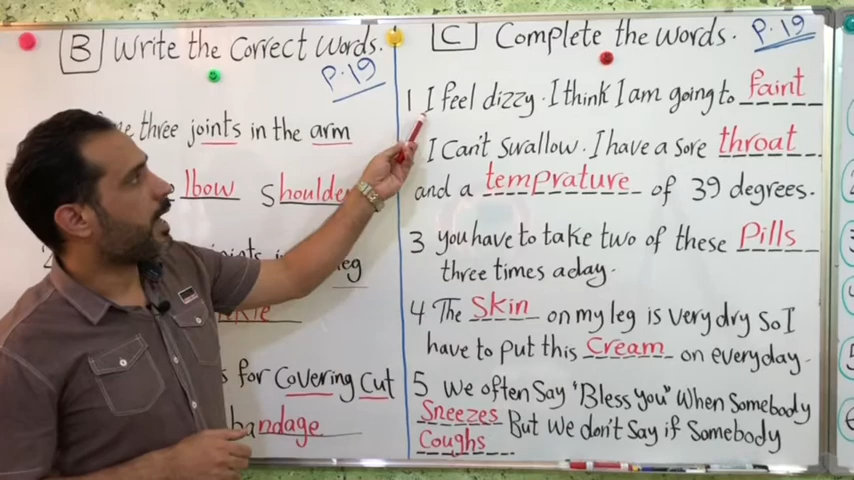 B Write the Correct Words.
P.19
three joints in the arm
lbow Shoulde
for Covering Cut
bandage
C Complete the words. P.19
1 I feel dizzy. I think I am going to faint
I Can't Swallow. I have a sore throat
and a temprature of 39 degrees.
3 you have to take two of these Pills
three times a day.
4 The Skin on my leg is very dry So I
have to put this Cream on everyday.
5 We often Say "Bless you" When Somebody
Sneezes But We don't Say if Somebody
Coughs